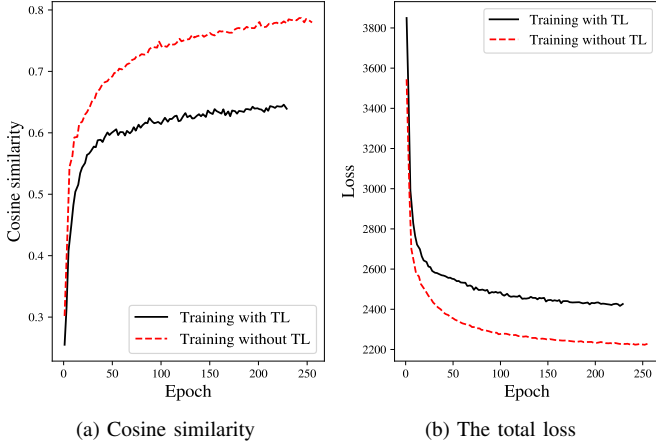 0.8
0.7
0.6
0.5
0.4
0.3
Cosine similarity
0 50 100 150 200 250
Epoch
Training with TL
Training without TL
(a) Cosine similarity
3800
3600
3400
3200
3000
2800
2600
2400
2200
Loss
0 50 100 150 200 250
Epoch
Training with TL
Training without TL
(b) The total loss